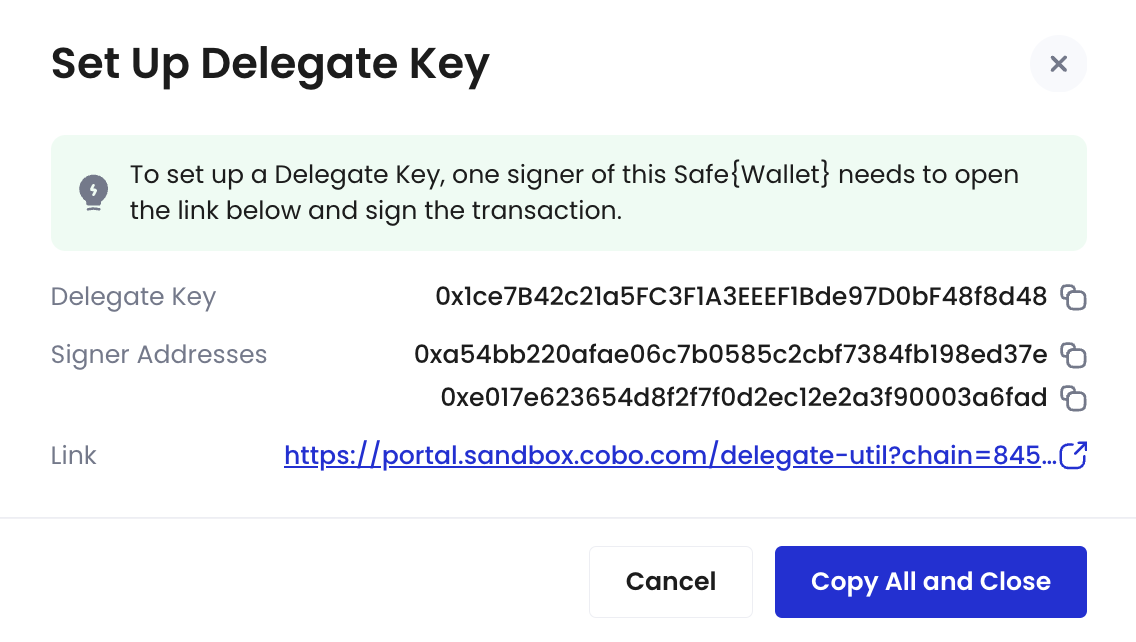 Set Up Delegate Key
To set up a Delegate Key, one signer of this Safe{Wallet} needs to open
the link below and sign the transaction.
Delegate Key 0x1ce7B42c21a5FC3F1A3EEEF1Bde97D0bF48f8d48
Signer Addresses 0xa54bb220afae06c7b0585c2cbf7384fb198ed37e
0xe017e623654d8f2f7f0d2ec12e2a3f90003a6fad
Link https://portal.sandbox.cobo.com/delegate-util?chain=845...
Cancel Copy All and Close